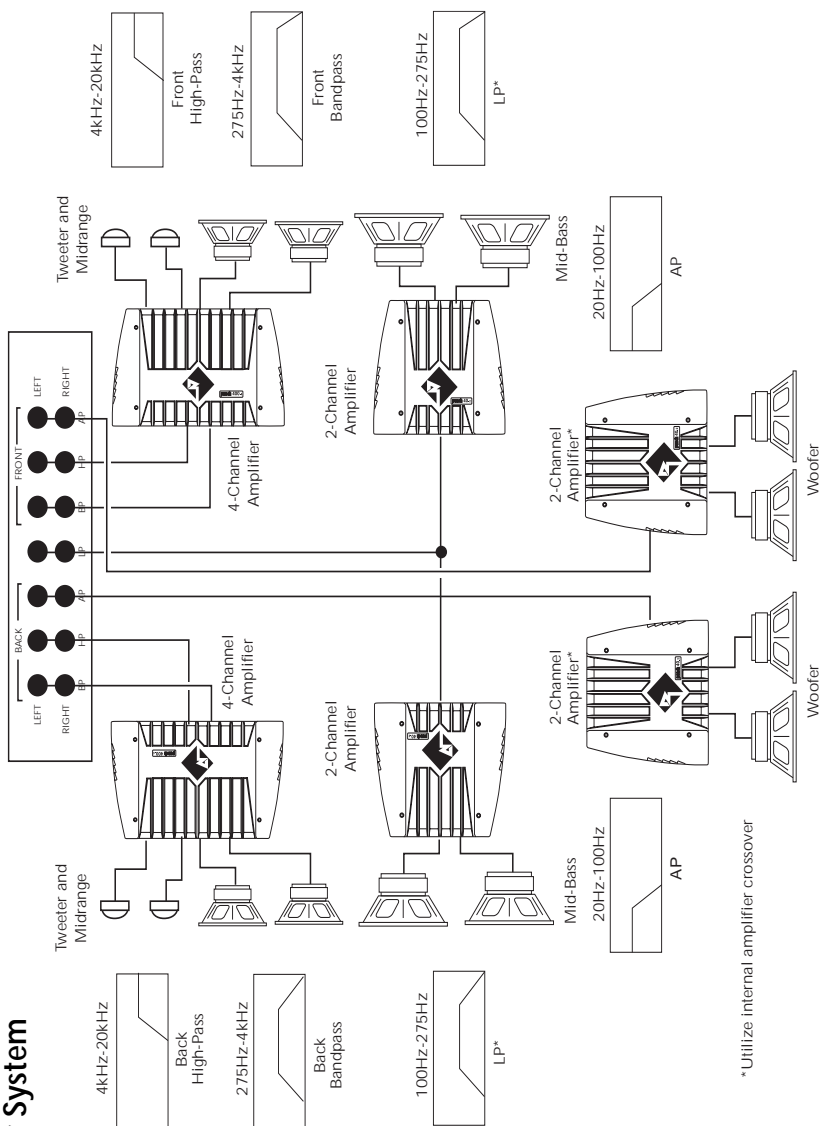 System
FRONT
BACK
LEFT
RIGHT
LEFT
RIGHT
BP
HP
AP
LP
BP
HP
AP
Tweeter and
Midrange
4-Channel
Amplifier
4-Channel
Amplifier
Tweeter and
Midrange
4kHz-20kHz
Back
High-Pass
4kHz-20kHz
Front
High-Pass
275Hz-4kHz
Back
Bandpass
275Hz-4kHz
Front
Bandpass
2-Channel
Amplifier
2-Channel
Amplifier
100Hz-275Hz
LP*
100Hz-275Hz
LP*
Mid-Bass
Mid-Bass
20Hz-100Hz
AP
2-Channel
Amplifier*
2-Channel
Amplifier*
20Hz-100Hz
AP
Woofer
Woofer
*Utilize internal amplifier crossover